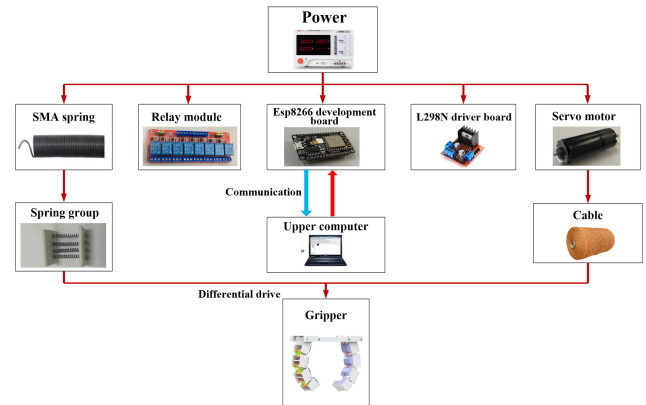 Power
SMA spring
Relay module
Esp8266 development
board
L298N driver board
Servo motor
Communication
Spring group
Upper computer
Cable
Differential drive
Gripper